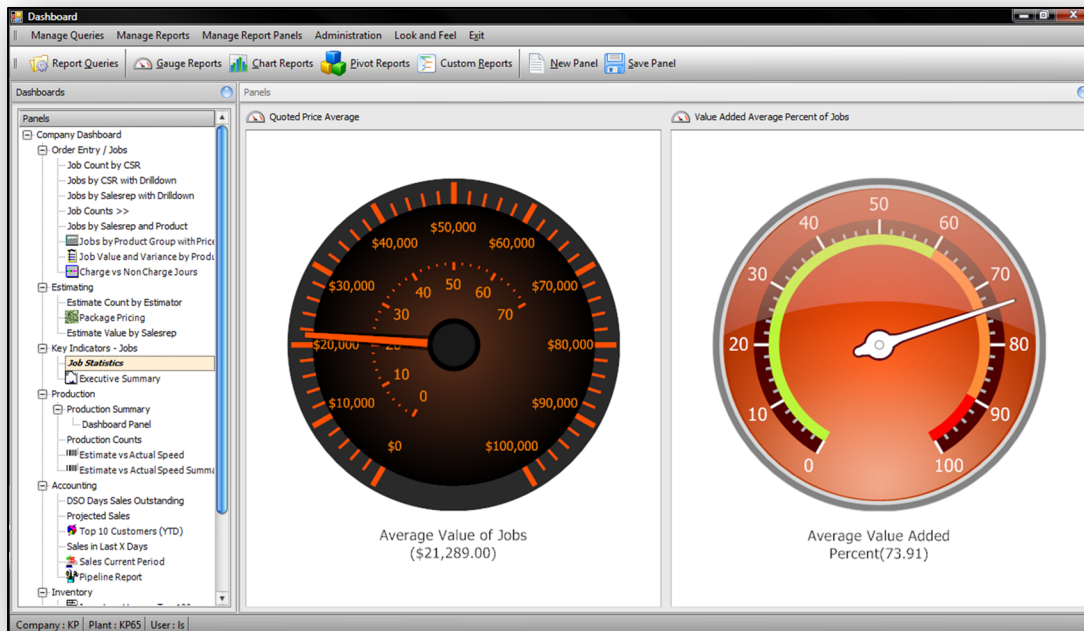 Dashboard
Manage Queries Manage Reports Manage Report Panels Administration Look and Feel Exit
Report Queries Gauge Reports Chart Reports Pivot Reports Custom Reports New Panel Save Panel
Dashboards
Panels
Company Dashboard
Order Entry / Jobs
Job Count by CSR
Jobs by CSR with Drilldown
Jobs by Salesrep with Drilldown
Job Counts >>
Jobs by Salesrep and Product
Jobs by Product Group with Price
Job Value and Variance by Produ
Charge vs Non Charge Jours
Estimating
Estimate Count by Estimator
Package Pricing
Estimate Value by Salesrep
Key Indicators - Jobs
Job Statistics
Executive Summary
Production
Production Summary
Dashboard Panel
Production Counts
Estimate vs Actual Speed
Estimate vs Actual Speed Summa
Accounting
DSO Days Sales Outstanding
Projected Sales
Top 10 Customers (YTD)
Sales in Last X Days
Sales Current Period
Pipeline Report
Inventory
Panels
Quoted Price Average
$0
$10,000
$20,000
$30,000
$40,000
$50,000
$60,000
$70,000
$80,000
$90,000
$100,000
0
10
20
30
40
50
60
70
Average Value of Jobs
($21,289.00)
Value Added Average Percent of Jobs
0
10
20
30
40
50
60
70
80
90
100
Average Value Added
Percent(73.91)
Company : KP Plant : KP65 User : ls